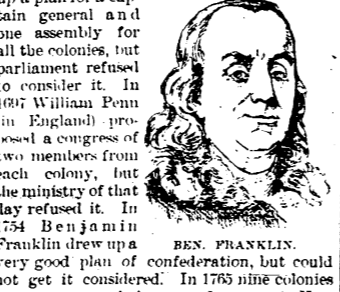 up a plan for a cap-
tain general and
one assembly for
all the colonies, but
parliament refused
to consider it. In
1697 William Penn
(in England) pro-
posed a congress of
two members from
each colony, but
the ministry of that
day refused it. In
1754 Benjamin
Franklin drew up a
very good plan of confederation, but could
not get it considered. In 1765 nine colonies
BEN. FRANKLIN.